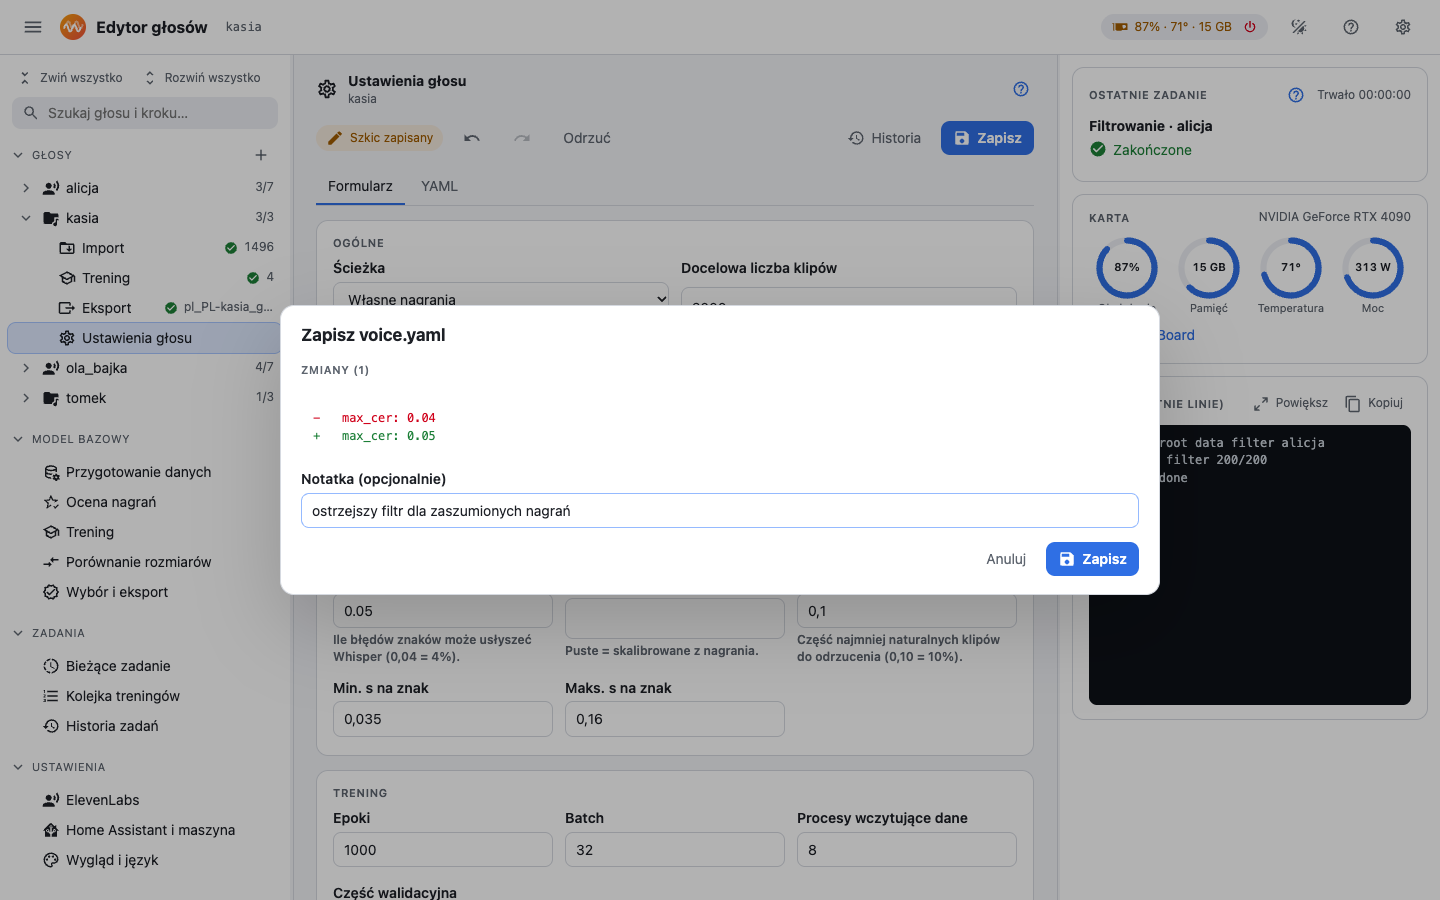 Edytor głosów
kasia
87% · 71° · 15 GB
Zwiń wszystko
Rozwiń wszystko
Szukaj głosu i kroku...
GŁOSY
alicja
3/7
kasia
3/3
Import
1496
Trening
4
Eksport
pl_PL-kasia_g...
Ustawienia głosu
ola_bajka
4/7
tomek
1/3
MODEL BAZOWY
Przygotowanie danych
Ocena nagrań
Trening
Porównanie rozmiarów
Wybór i eksport
ZADANIA
Bieżące zadanie
Kolejka treningów
Historia zadań
USTAWIENIA
ElevenLabs
Home Assistant i maszyna
Wygląd i język
Ustawienia głosu
kasia
Szkic zapisany
Odrzuć
Historia
Zapisz
Formularz
YAML
OGÓLNE
Ścieżka
Docelowa liczba klipów
Własne nagrania
Zapisz voice.yaml
ZMIANY (1)
− max_cer: 0.04
+ max_cer: 0.05
Notatka (opcjonalnie)
ostrzejszy filtr dla zaszumionych nagrań
Anuluj
Zapisz
0.05
0,1
Ile błędów znaków może usłyszeć
Whisper (0,04 = 4%).
Puste = skalibrowane z nagrania.
Część najmniej naturalnych klipów
do odrzucenia (0,10 = 10%).
Min. s na znak
Maks. s na znak
0,035
0,16
TRENING
Epoki
Batch
Procesy wczytujące dane
1000
32
8
Część walidacyjna
OSTATNIE ZADANIE
Trwało 00:00:00
Filtrowanie · alicja
Zakończone
KARTA
NVIDIA GeForce RTX 4090
87%
15 GB
71°
313 W
Pamięć
Temperatura
Moc
Board
LINIE)
Powiększ
Kopiuj
root data filter alicja
filter 200/200
done